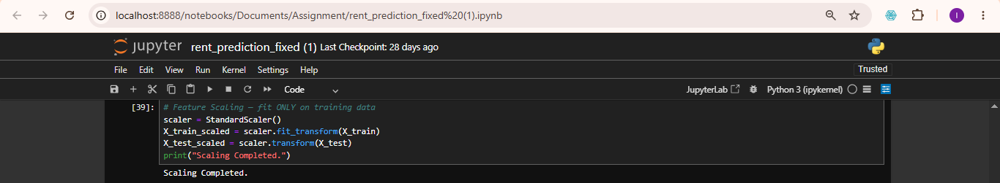 localhost:8888/notebooks/Documents/Assignment/rent_prediction_fixed%20(1).ipynb
I
jupyter rent_prediction_fixed (1) Last Checkpoint: 28 days ago
File Edit View Run Kernel Settings Help Trusted
Code JupyterLab Python 3 (ipykernel)
[39]: # Feature Scaling — fit ONLY on training data
scaler = StandardScaler()
X_train_scaled = scaler.fit_transform(X_train)
X_test_scaled = scaler.transform(X_test)
print("Scaling Completed.")
Scaling Completed.